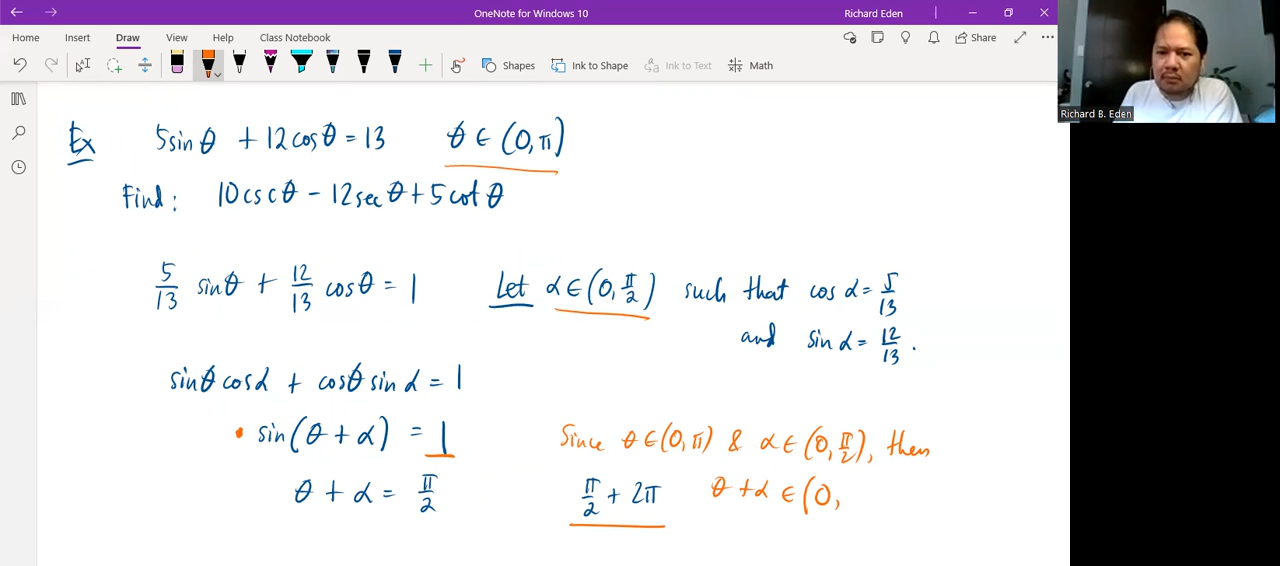 OneNote for Windows 10
Richard Eden
Home Insert Draw View Help Class Notebook
Share
Shapes Ink to Shape Ink to Text Math
Richard B. Eden
Ex 5sinθ + 12cosθ = 13 θ ∈ (0, π)
Find: 10cscθ − 12secθ + 5cotθ
5/13 sinθ + 12/13 cosθ = 1 Let α ∈ (0, π/2) such that cos α = 5/13
and sin α = 12/13.
sinθ cosα + cosθ sin α = 1
sin(θ + α) = 1 Since θ ∈ (0, π) & α ∈ (0, π/2), then
θ + α = π/2 π/2 + 2π θ + α ∈ (0,